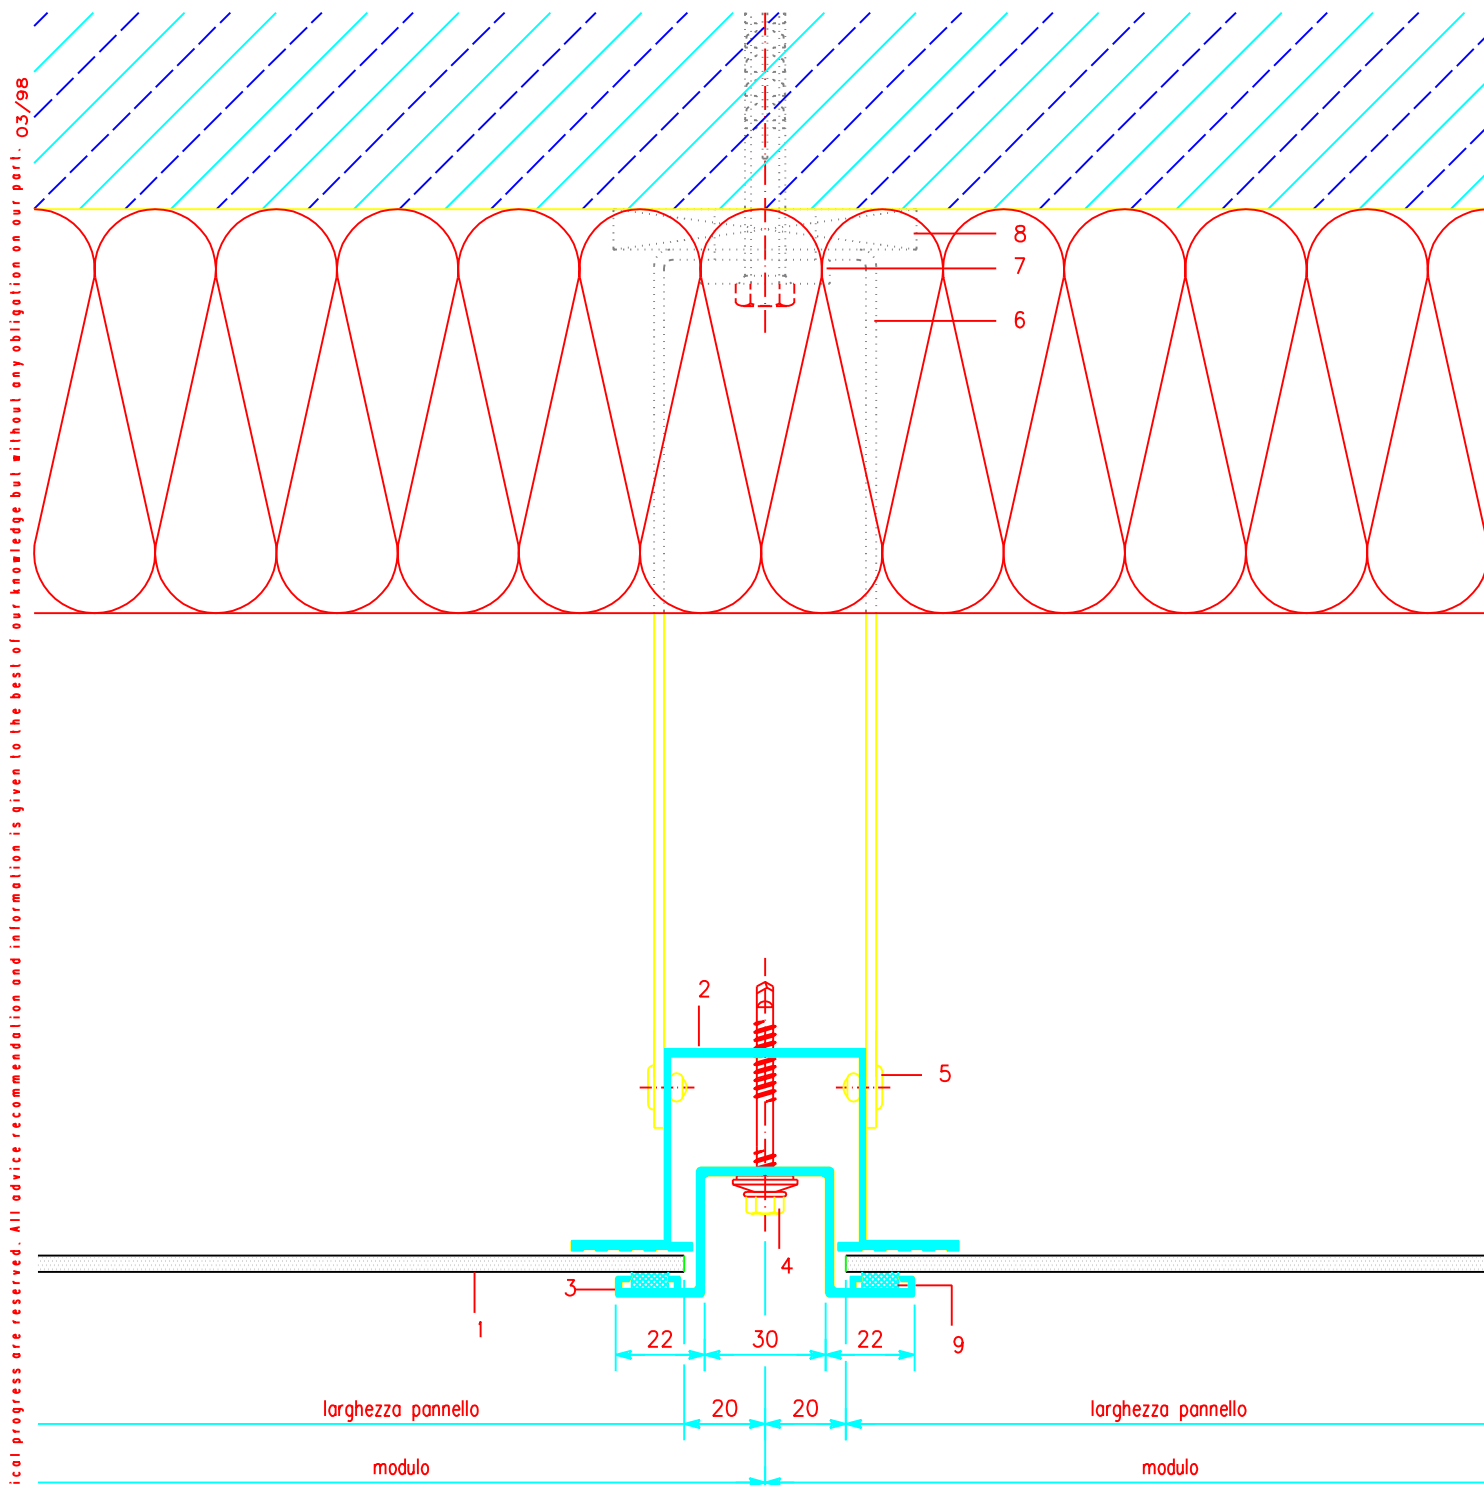 ical progress are reserved. All advice recommendation and information is given to the best of our knowledge but without any obligation on our part. 03/98
8
7
6
2
5
4
3
1
9
22
30
22
larghezza pannello
20
20
larghezza pannello
modulo
modulo